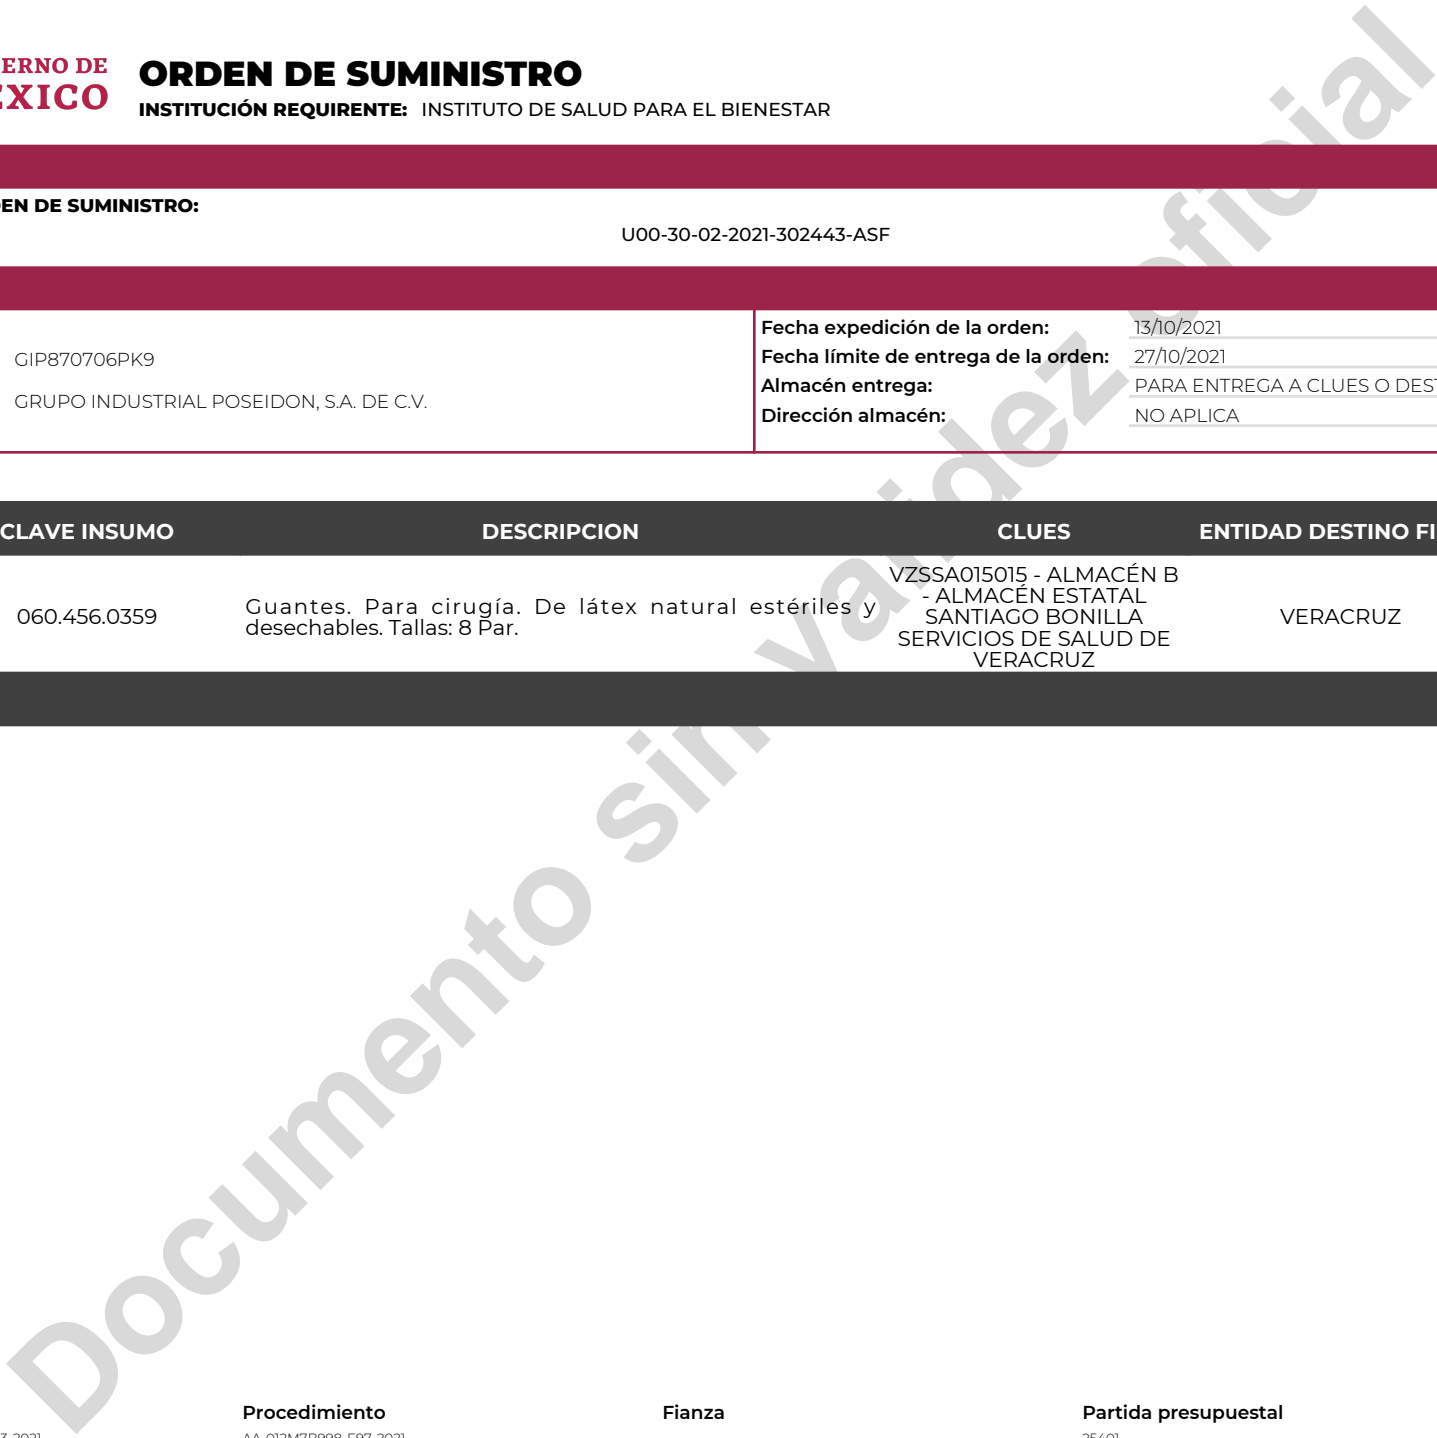 ERNO DE
ÉXICO
ORDEN DE SUMINISTRO
INSTITUCIÓN REQUIRENTE: INSTITUTO DE SALUD PARA EL BIENESTAR
EN DE SUMINISTRO:
U00-30-02-2021-302443-ASF
GIP870706PK9
GRUPO INDUSTRIAL POSEIDON, S.A. DE C.V.
Fecha expedición de la orden: 13/10/2021
Fecha límite de entrega de la orden: 27/10/2021
Almacén entrega: PARA ENTREGA A CLUES O DEST
Dirección almacén: NO APLICA
CLAVE INSUMO DESCRIPCION CLUES ENTIDAD DESTINO FI
060.456.0359
Guantes. Para cirugía. De látex natural estériles y
desechables. Tallas: 8 Par.
VZSSA015015 - ALMACÉN B
- ALMACÉN ESTATAL
SANTIAGO BONILLA
SERVICIOS DE SALUD DE
VERACRUZ
VERACRUZ
Documento sin validez oficial
Procedimiento Fianza Partida presupuestal